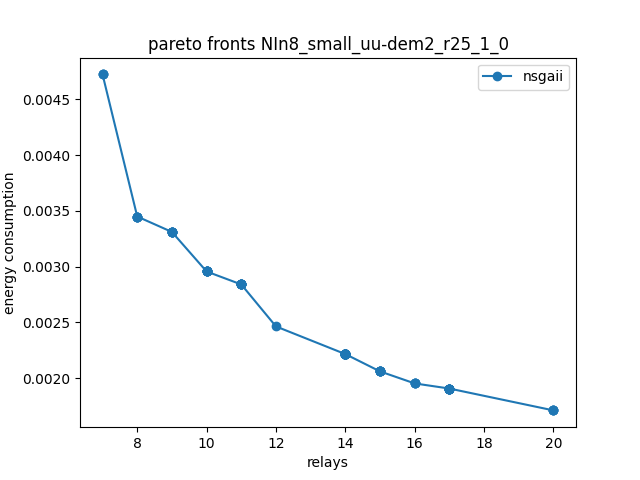 pareto fronts NIn8_small_uu-dem2_r25_1_0
nsgaii
energy consumption
0.0045
0.0040
0.0035
0.0030
0.0025
0.0020
8 10 12 14 16 18 20
relays